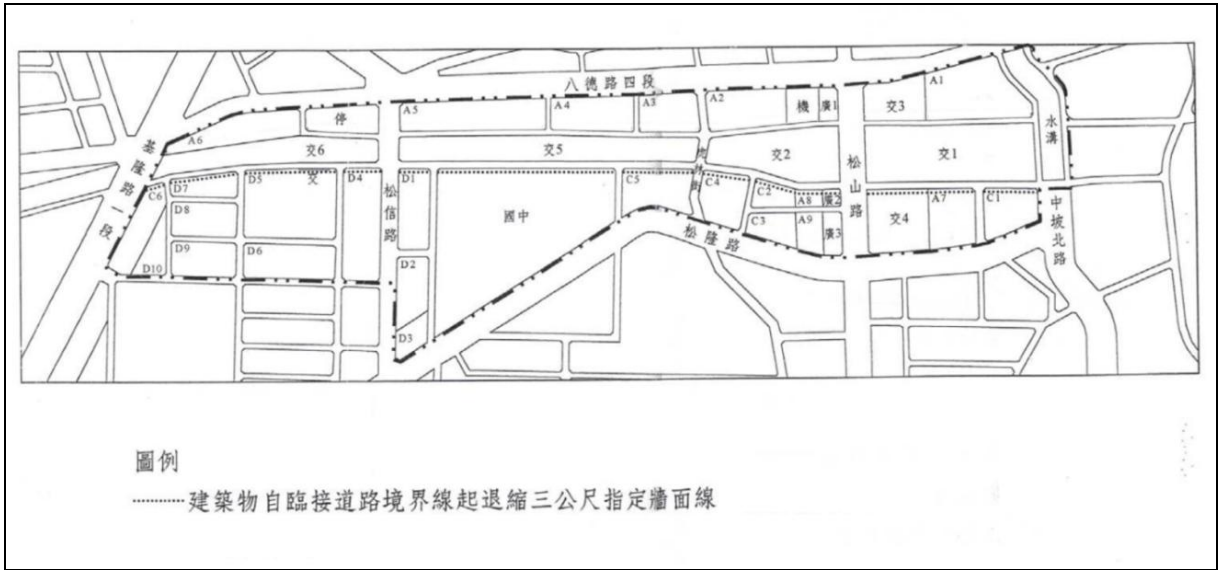 八德路四段
A1
A2
機
廣1
交3
A3
A4
A5
停
A6
水溝
基隆路一段
交6
交5
交2
松山路
交1
虎林街
C6
D7
D5
交
D4
松信路
D1
國中
C5
C4
C2
A8
廣2
交4
A7
C1
中坡北路
D8
C3
A9
廣3
松隆路
D9
D6
D10
D2
D3
圖例
建築物自臨接道路境界線起退縮三公尺指定牆面線